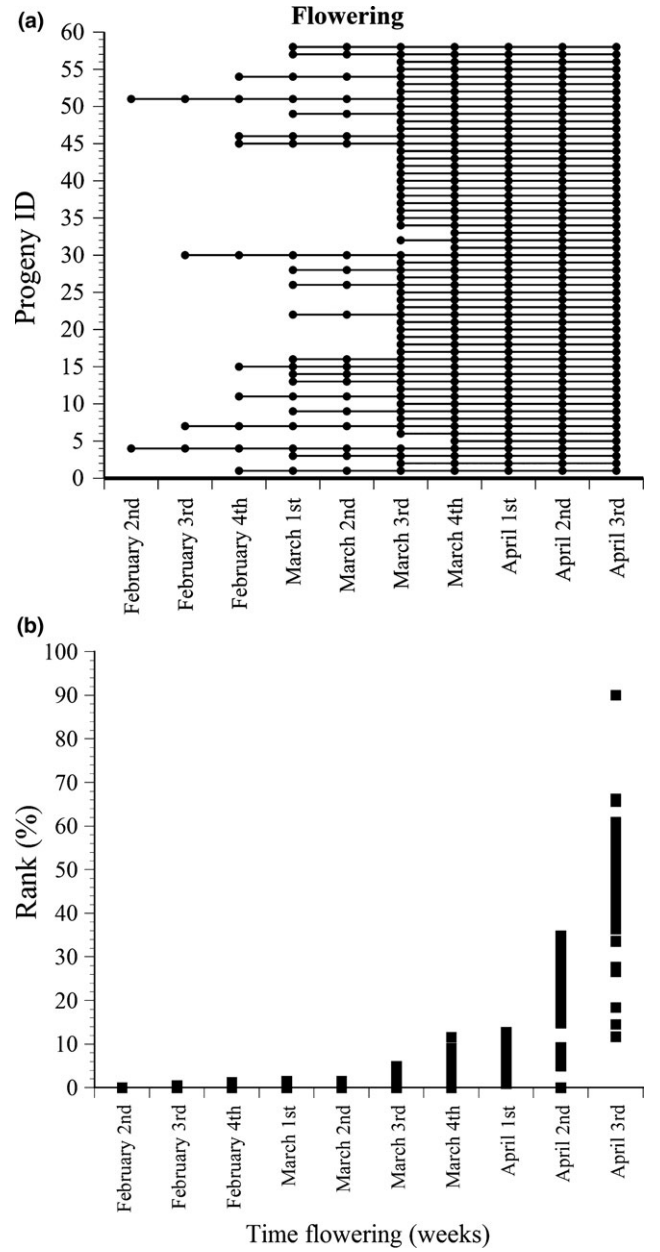 (a)
Flowering
60
55
50
45
40
35
30
25
20
15
10
5
0
Progeny ID
February 2nd
February 3rd
February 4th
March 1st
March 2nd
March 3rd
March 4th
April 1st
April 2nd
April 3rd
(b)
100
90
80
70
60
50
40
30
20
10
0
Rank (%)
February 2nd
February 3rd
February 4th
March 1st
March 2nd
March 3rd
March 4th
April 1st
April 2nd
April 3rd
Time flowering (weeks)